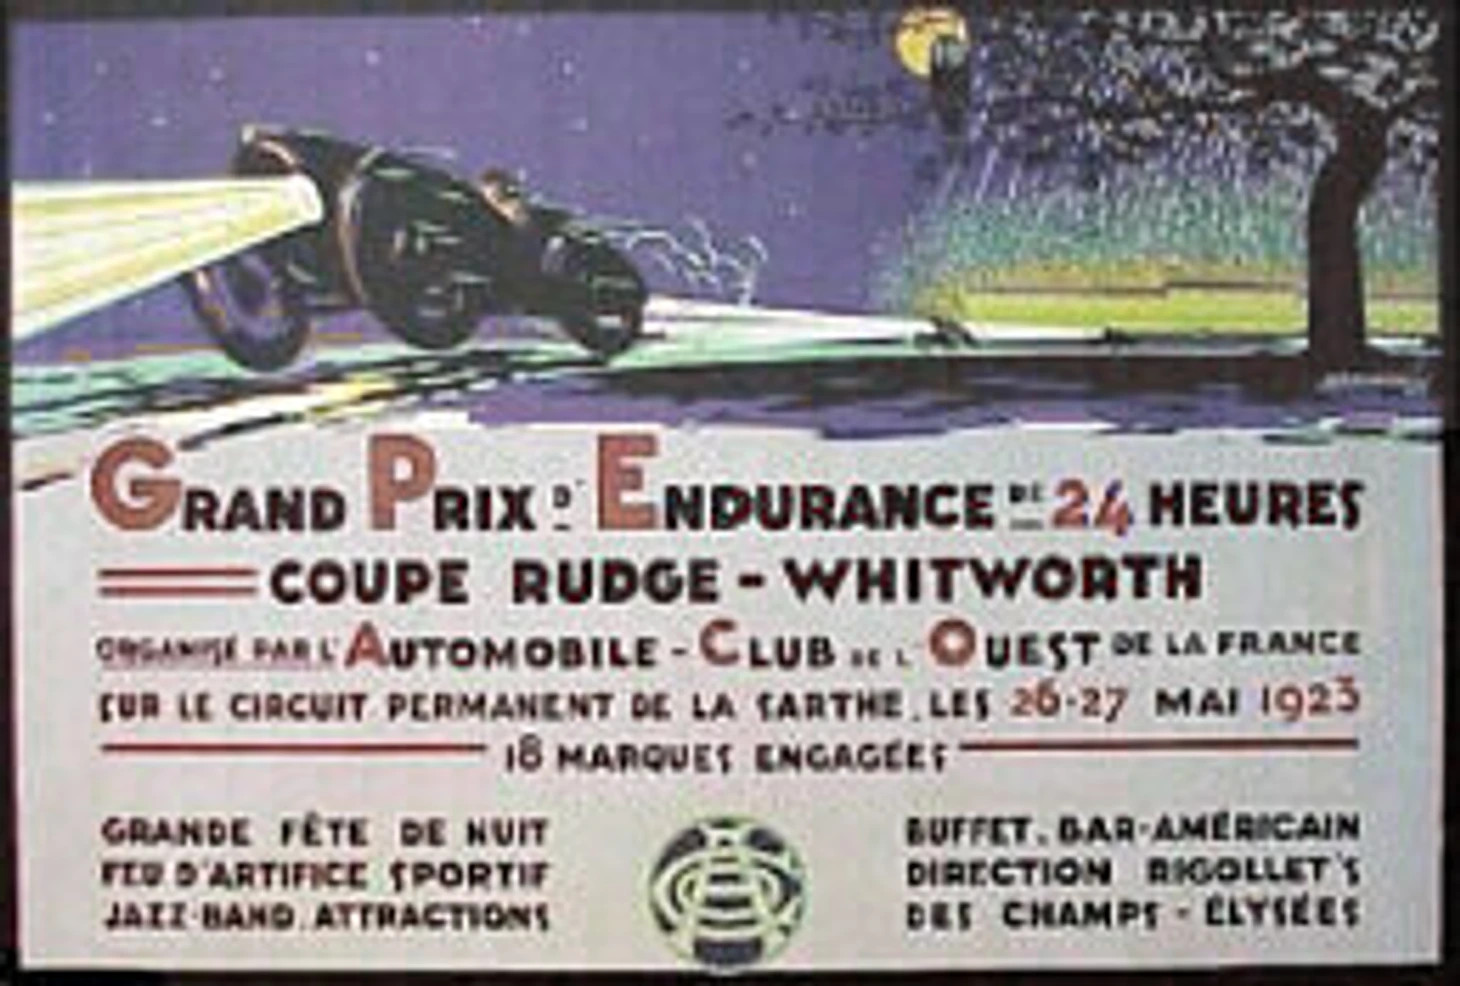 GRAND PRIX D'ENDURANCE DE 24 HEURES
COUPE RUDGE - WHITWORTH
ORGANISÉ PAR L'AUTOMOBILE - CLUB DE L'OUEST DE LA FRANCE
SUR LE CIRCUIT PERMANENT DE LA SARTHE, LES 26-27 MAI 1923
18 MARQUES ENGAGÉES
GRANDE FÊTE DE NUIT
FEU D'ARTIFICE SPORTIF
JAZZ-BAND. ATTRACTIONS
BUFFET. BAR-AMÉRICAIN
DIRECTION RIGOLLET'S
DES CHAMPS - ÉLYSÉES